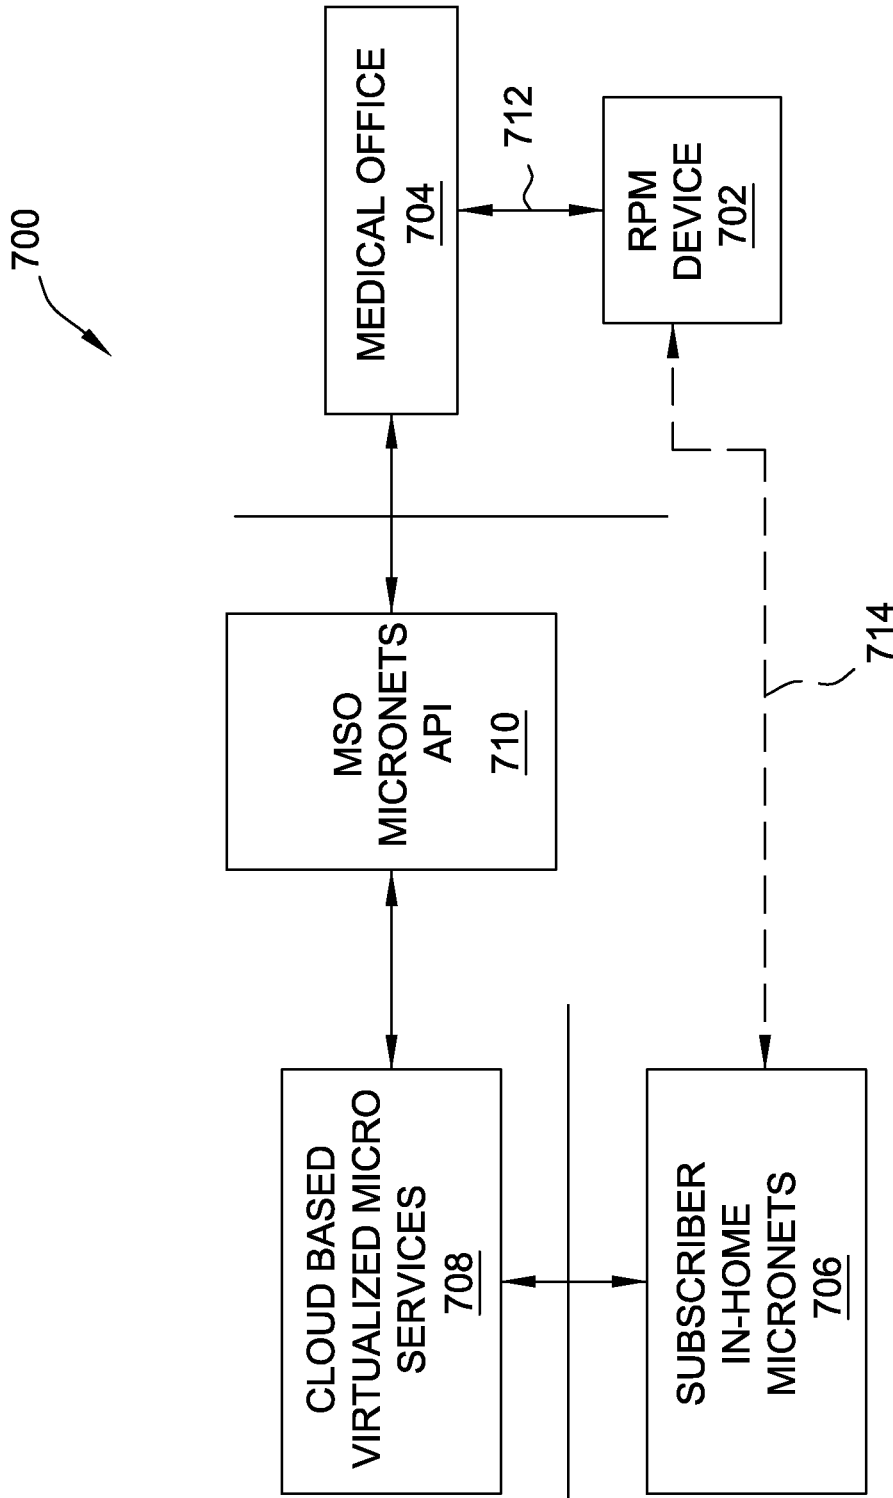 700
CLOUD BASED
VIRTUALIZED MICRO
SERVICES
708
MSO
MICRONETS
API
710
MEDICAL OFFICE
704
712
SUBSCRIBER
IN-HOME
MICRONETS
706
714
RPM
DEVICE
702